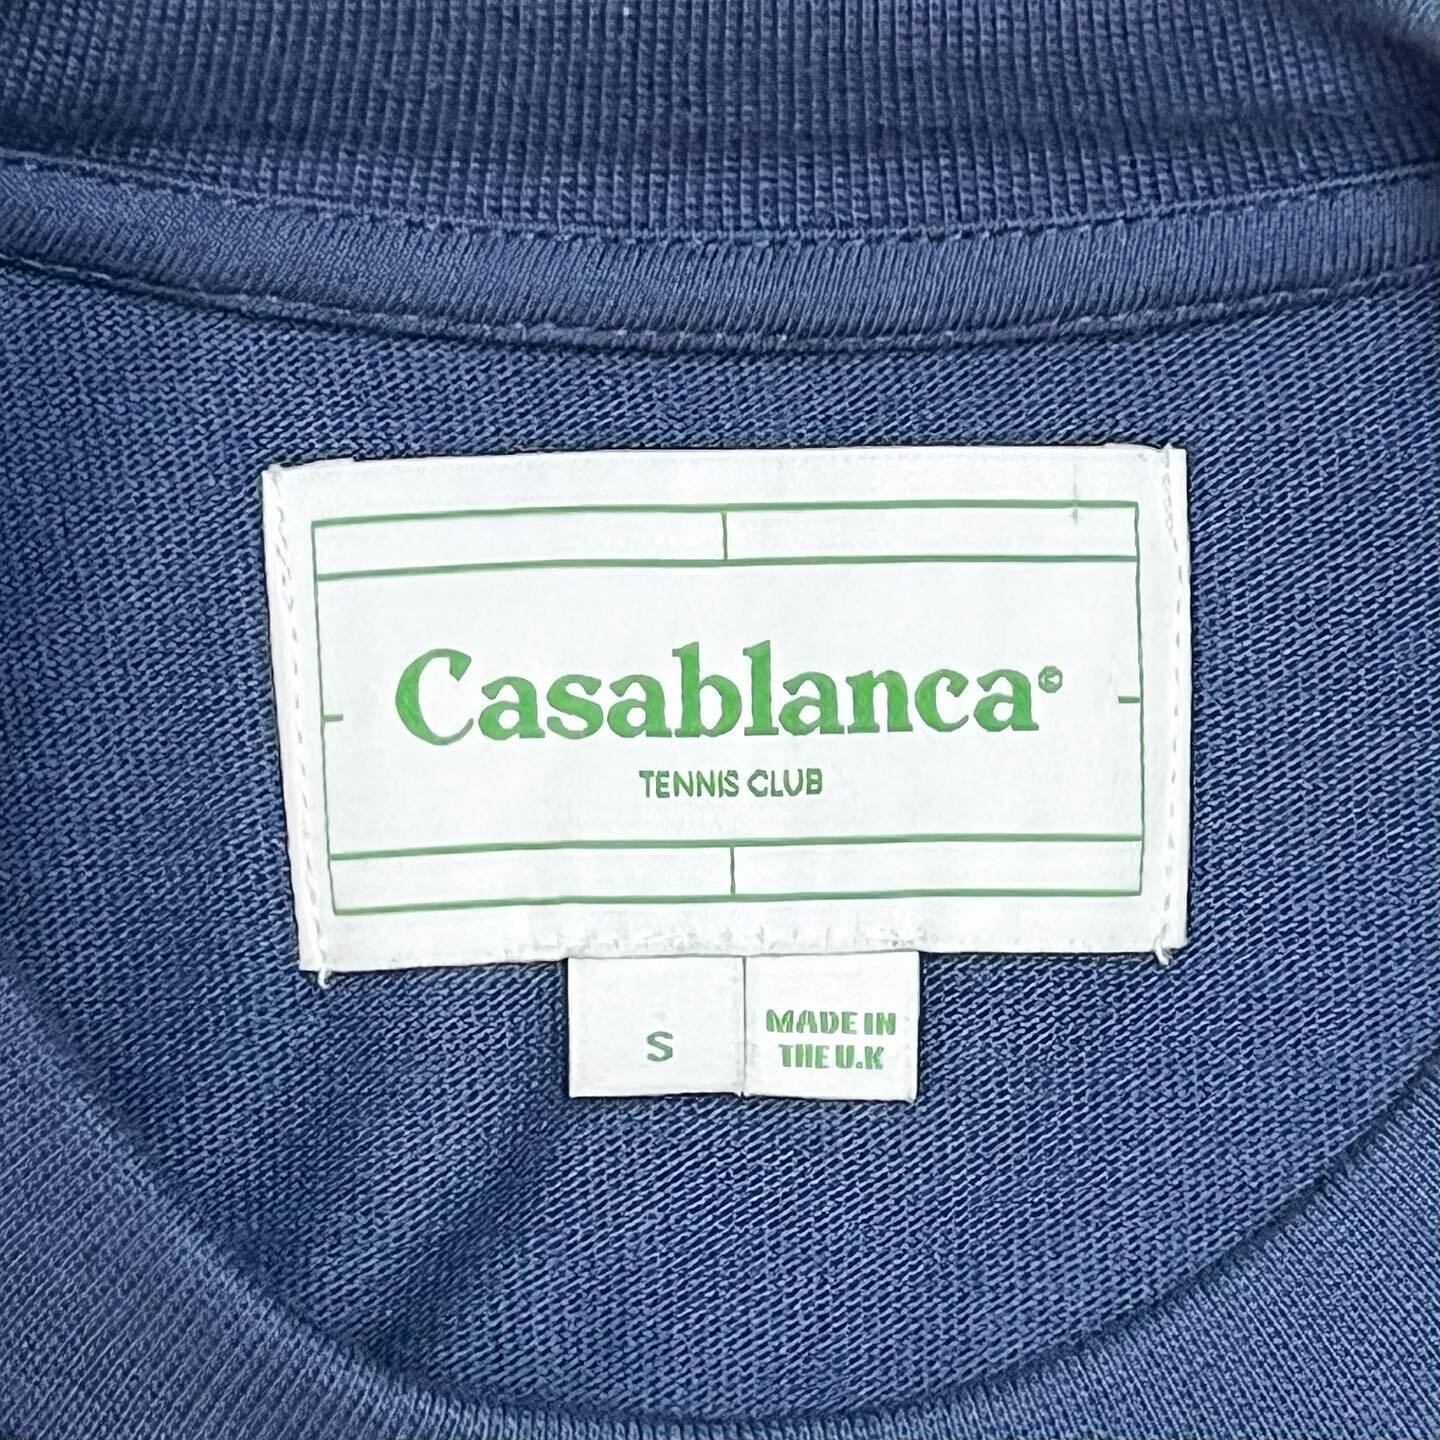 Casablanca®
TENNIS CLUB
S
MADE IN
THE U.K